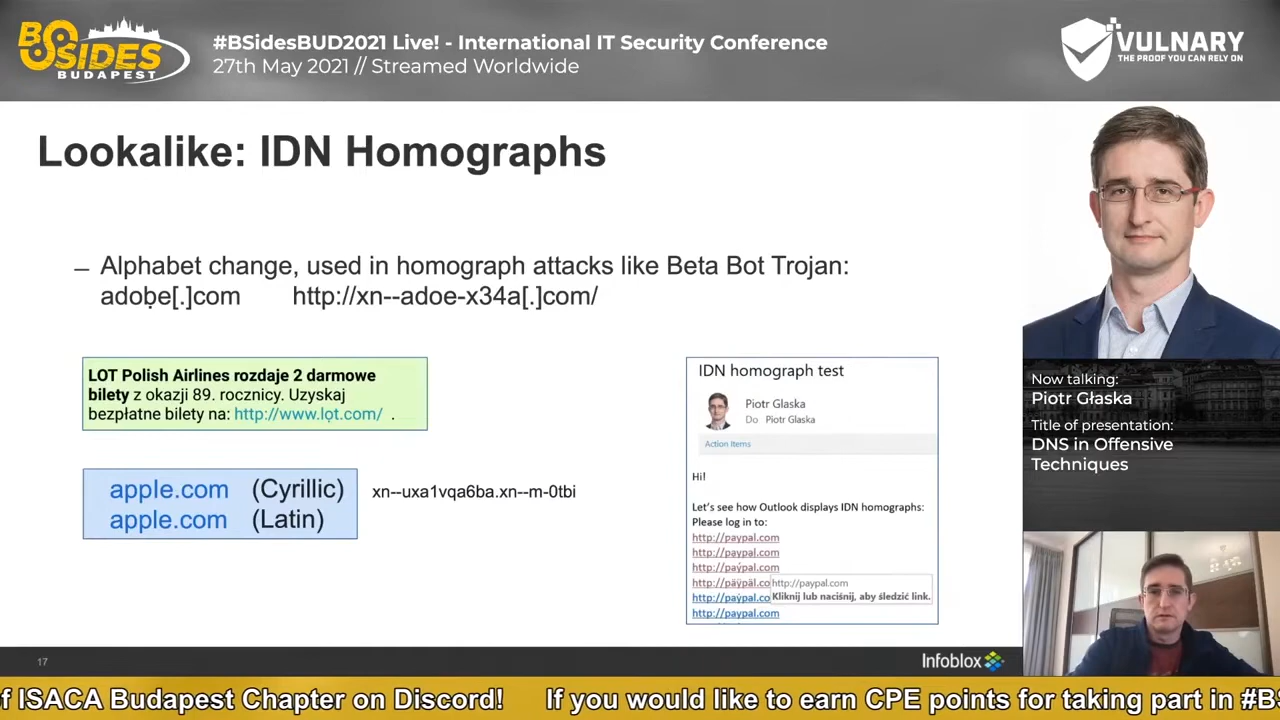 BSIDES
BUDAPEST
#BSidesBUD2021 Live! - International IT Security Conference
27th May 2021 // Streamed Worldwide
VULNARY
THE PROOF YOU CAN RELY ON
Lookalike: IDN Homographs
– Alphabet change, used in homograph attacks like Beta Bot Trojan:
adoḅe[.]com http://xn--adoe-x34a[.]com/
LOT Polish Airlines rozdaje 2 darmowe
bilety z okazji 89. rocznicy. Uzyskaj
bezpłatne bilety na: http://www.lọt.com/ .
apple.com (Cyrillic)
apple.com (Latin)
xn--uxa1vqa6ba.xn--m-0tbi
IDN homograph test
Piotr Glaska
Do Piotr Glaska
Action Items
Hi!
Let's see how Outlook displays IDN homographs:
Please log in to:
http://paypal.com
http://pạypal.com
http://paýpal.com
http://päÿpäl.co
http://paỵpal.co
http://paypal.com
http://paypal.com
Kliknij lub naciśnij, aby śledzić link.
Now talking:
Piotr Głaska
Title of presentation:
DNS in Offensive
Techniques
17
Infoblox
f ISACA Budapest Chapter on Discord! If you would like to earn CPE points for taking part in #BS